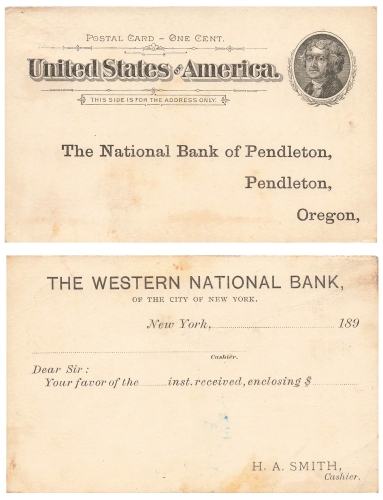 POSTAL CARD – ONE CENT.
United States of America.
THIS SIDE IS FOR THE ADDRESS ONLY.
The National Bank of Pendleton,
Pendleton,
Oregon,
THE WESTERN NATIONAL BANK,
OF THE CITY OF NEW YORK.
New York, 189
Cashier.
Dear Sir:
Your favor of the inst. received, enclosing $
H. A. SMITH,
Cashier.